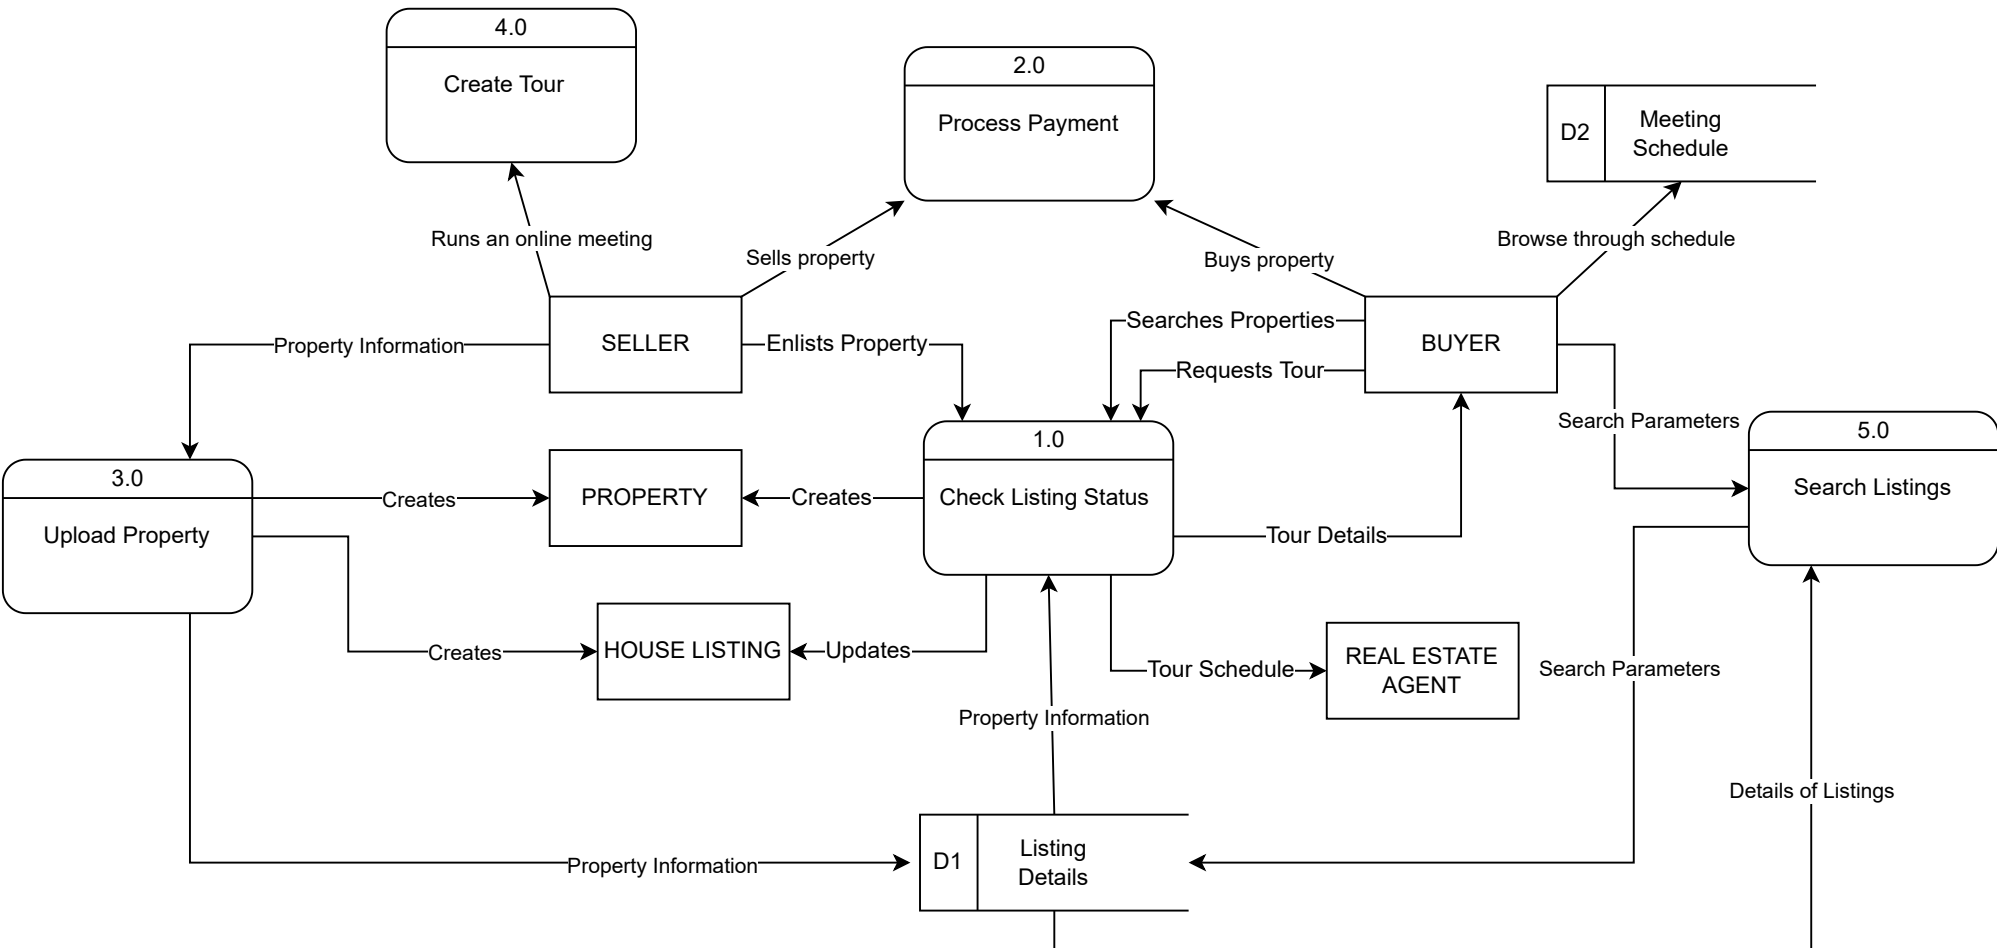 4.0
Create Tour
2.0
Process Payment
D2
Meeting
Schedule
Runs an online meeting
Sells property
Buys property
Browse through schedule
Property Information
SELLER
Enlists Property
Searches Properties
Requests Tour
BUYER
Search Parameters
3.0
Upload Property
Creates
PROPERTY
Creates
1.0
Check Listing Status
Tour Details
5.0
Search Listings
Creates
HOUSE LISTING
Updates
Tour Schedule
REAL ESTATE
AGENT
Search Parameters
Property Information
Details of Listings
Property Information
D1
Listing
Details